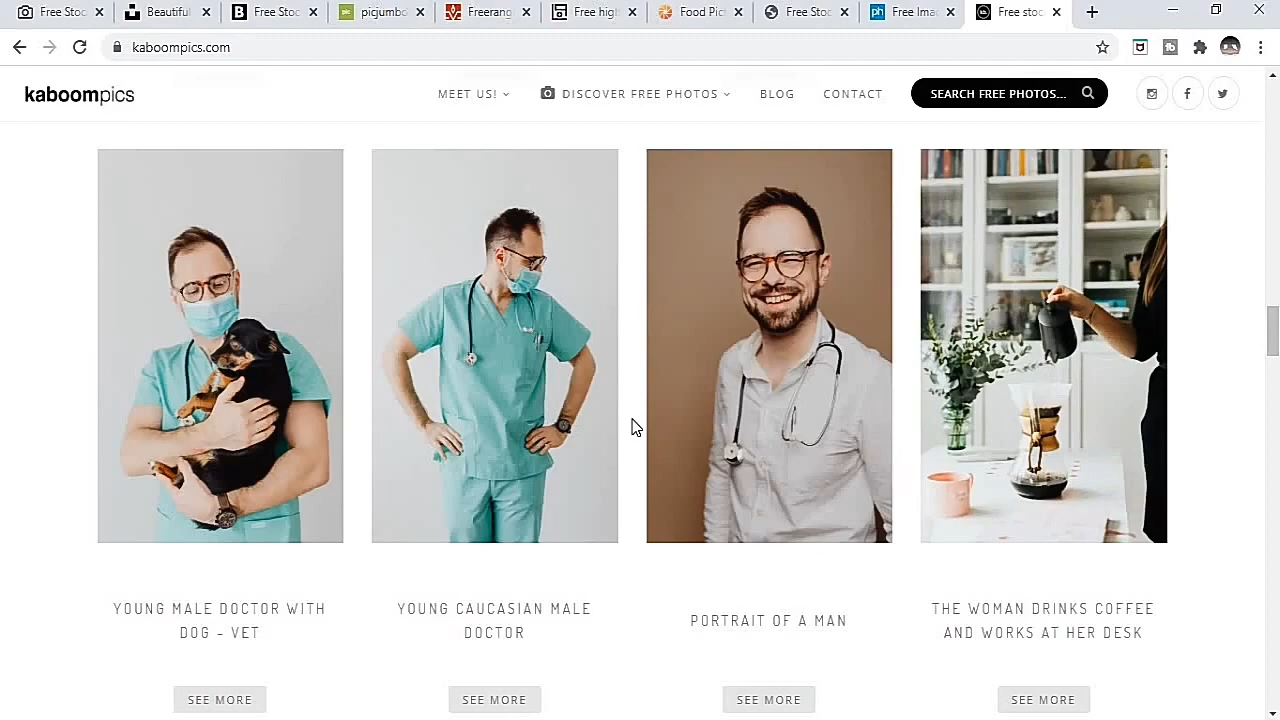 Free Stoc
Beautiful
Free Stoc
picjumbo
Freerang
Free high
Food Pict
Free Stoc
Free Imag
Free stoc
kaboompics.com
kaboompics
MEET US!
DISCOVER FREE PHOTOS
BLOG
CONTACT
SEARCH FREE PHOTOS...
YOUNG MALE DOCTOR WITH
DOG - VET
YOUNG CAUCASIAN MALE
DOCTOR
PORTRAIT OF A MAN
THE WOMAN DRINKS COFFEE
AND WORKS AT HER DESK
SEE MORE
SEE MORE
SEE MORE
SEE MORE